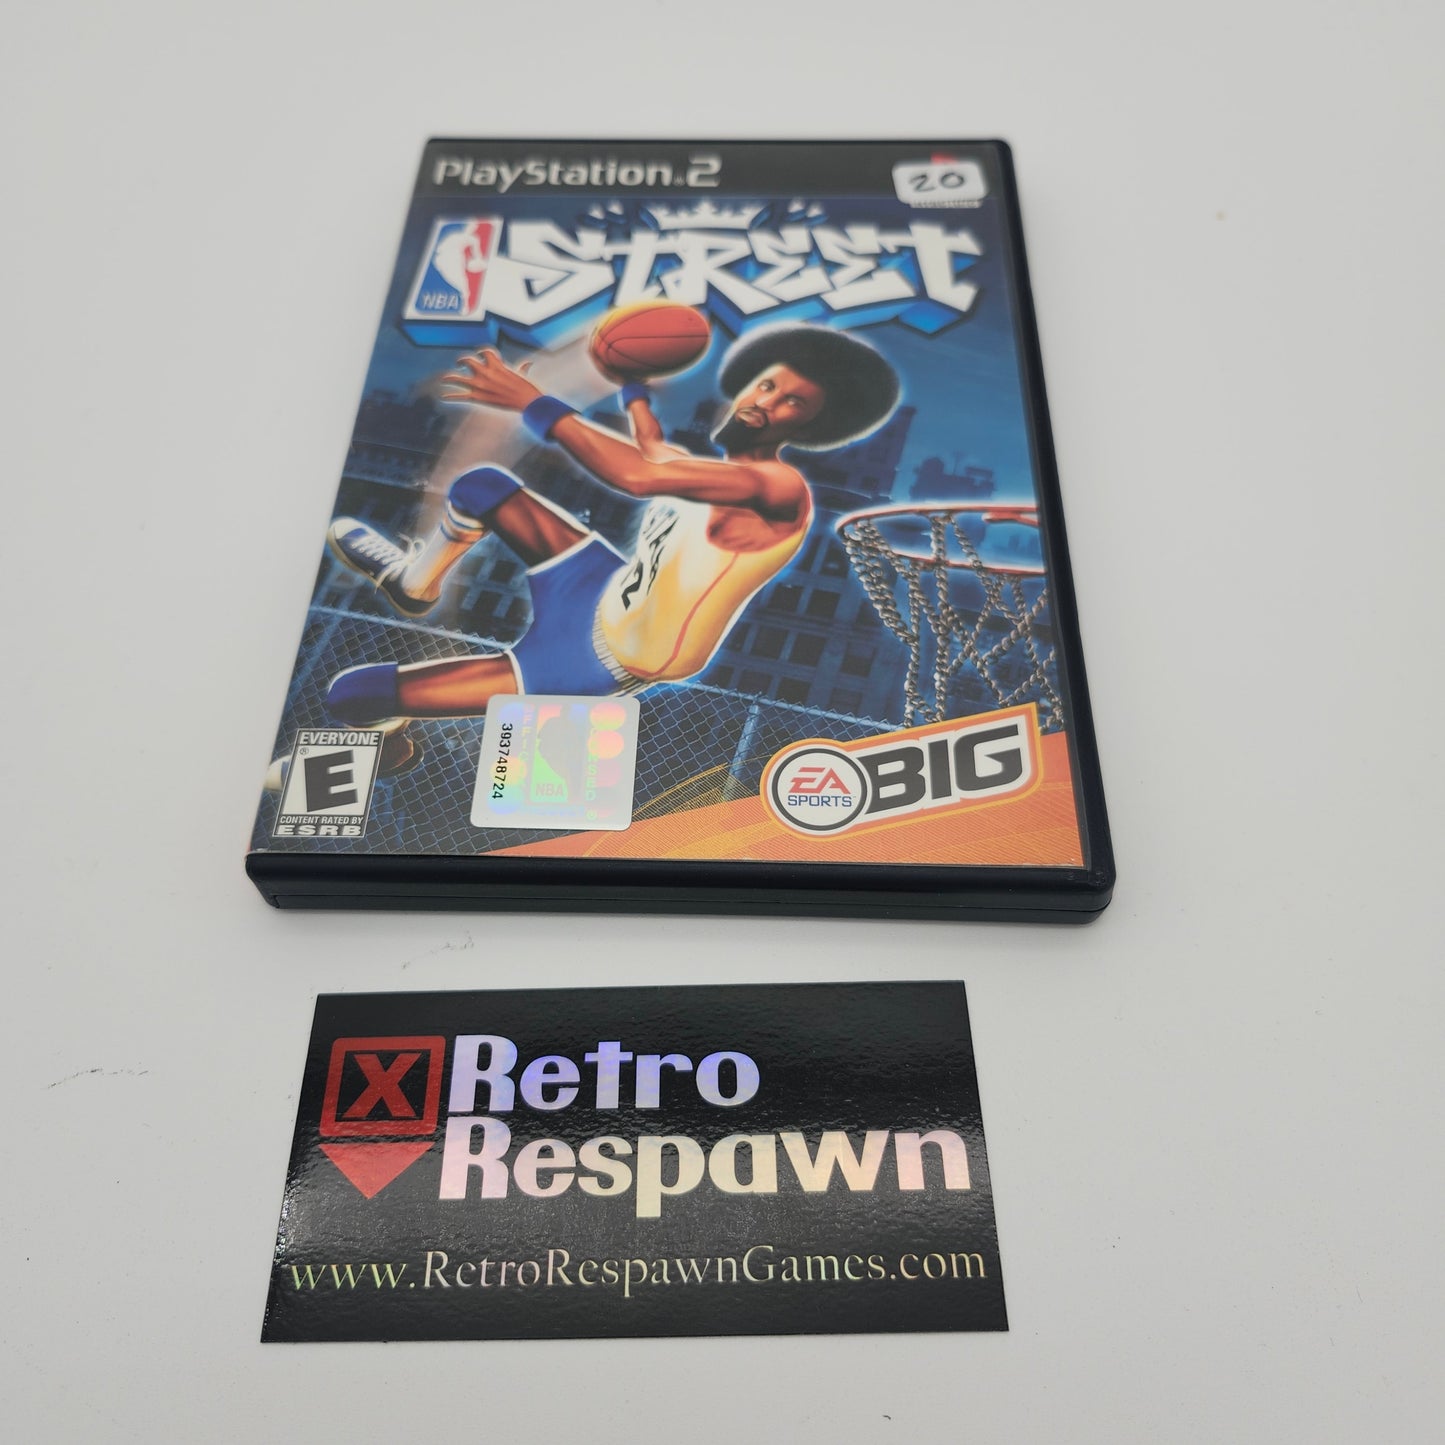 PlayStation®2
20
NBA
STREET
EVERYONE
E
CONTENT RATED BY
ESRB
393748724
NBA
EA
SPORTS
BIG
X Retro
Respawn
www.RetroRespawnGames.com